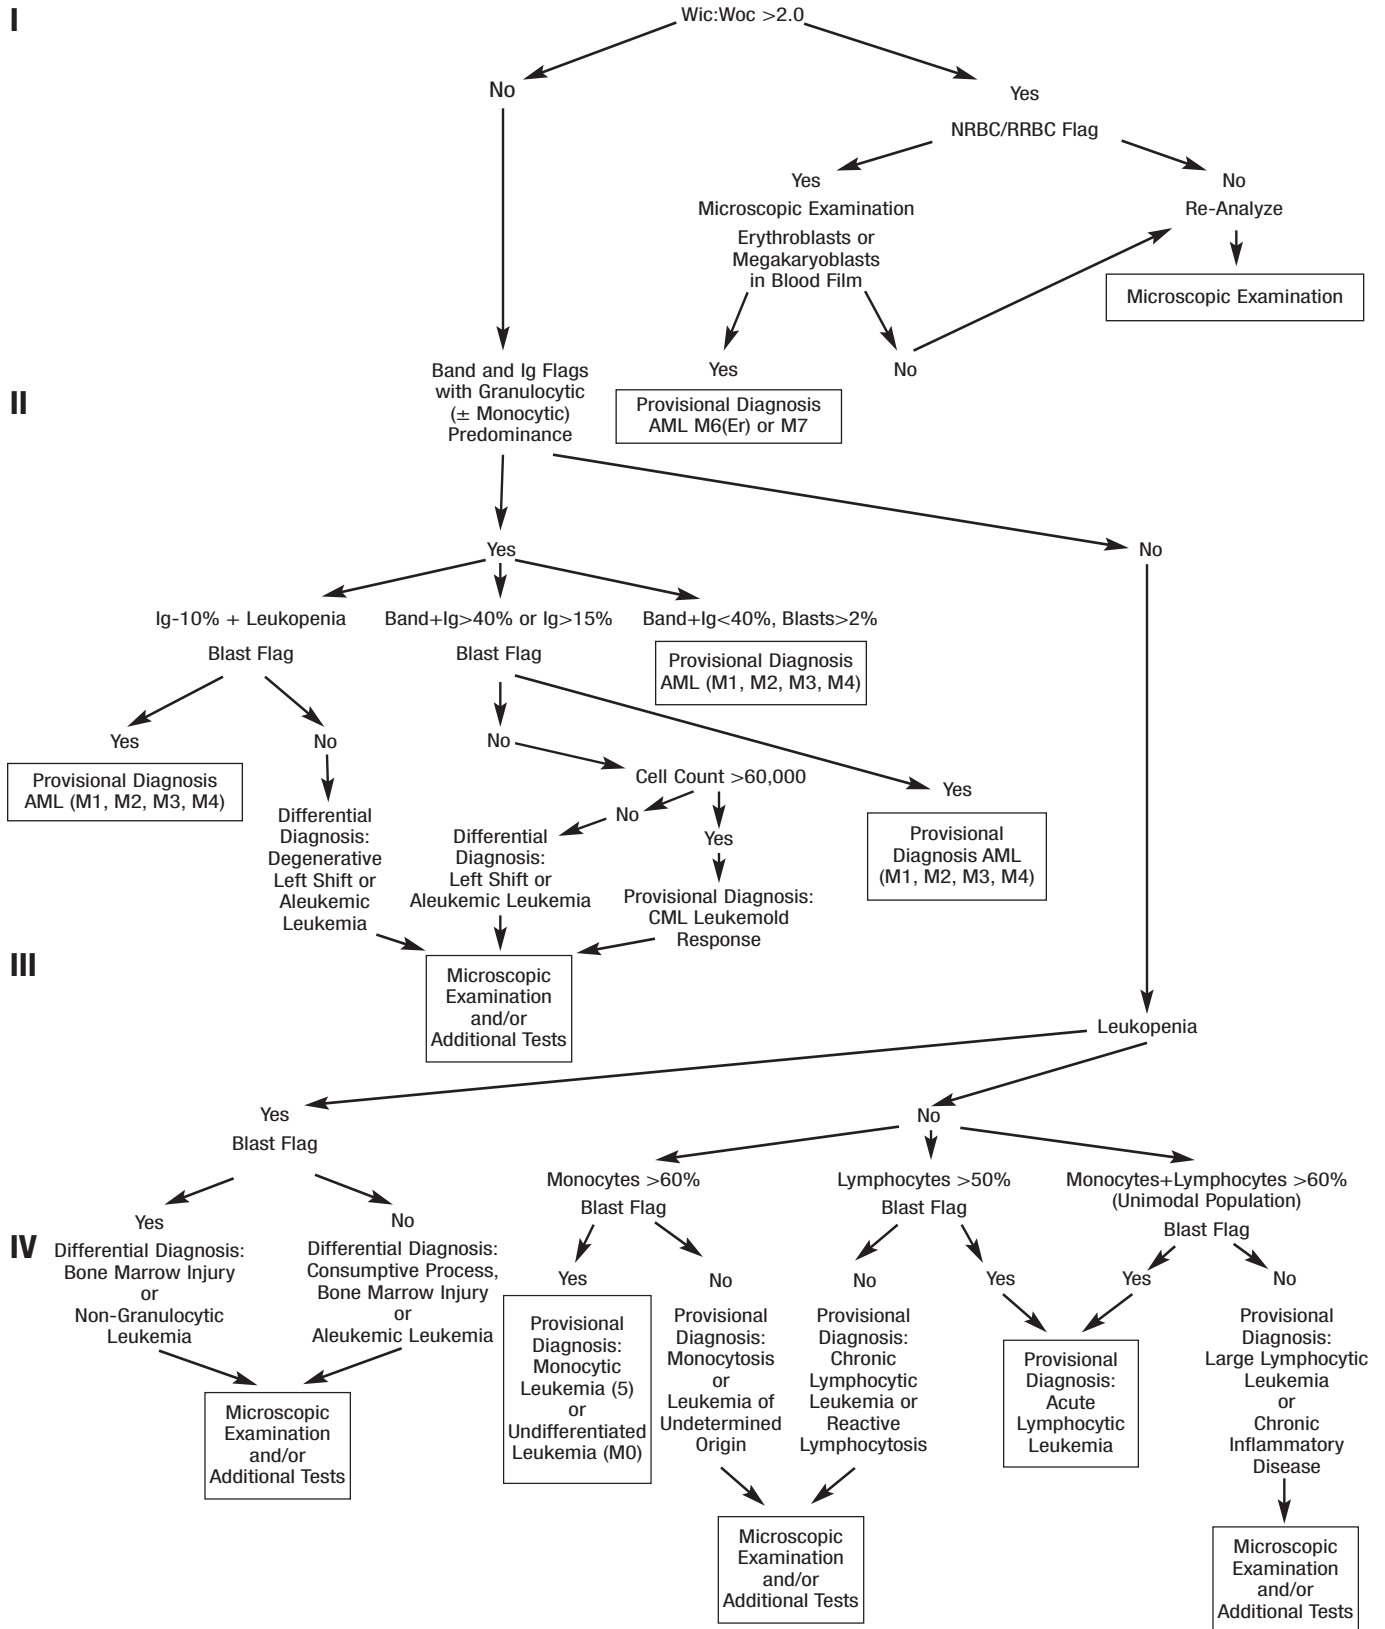 I
Wic:Woc >2.0
No
Yes
NRBC/RRBC Flag
Yes
Microscopic Examination
Erythroblasts or
Megakaryoblasts
in Blood Film
No
Re-Analyze
Microscopic Examination
Yes
No
Provisional Diagnosis
AML M6(Er) or M7
II
Band and Ig Flags
with Granulocytic
(± Monocytic)
Predominance
Yes
No
Ig-10% + Leukopenia
Blast Flag
Band+Ig>40% or Ig>15%
Blast Flag
Band+Ig<40%, Blasts>2%
Provisional Diagnosis
AML (M1, M2, M3, M4)
Yes
Provisional Diagnosis
AML (M1, M2, M3, M4)
No
Differential
Diagnosis:
Degenerative
Left Shift or
Aleukemic
Leukemia
No
Cell Count >60,000
No
Differential
Diagnosis:
Left Shift or
Aleukemic Leukemia
Yes
Provisional Diagnosis:
CML Leukemold
Response
Yes
Provisional
Diagnosis AML
(M1, M2, M3, M4)
III
Microscopic
Examination
and/or
Additional Tests
Leukopenia
Yes
Blast Flag
No
IV
Yes
Differential Diagnosis:
Bone Marrow Injury
or
Non-Granulocytic
Leukemia
No
Differential Diagnosis:
Consumptive Process,
Bone Marrow Injury
or
Aleukemic Leukemia
Microscopic
Examination
and/or
Additional Tests
Monocytes >60%
Blast Flag
Yes
Provisional
Diagnosis:
Monocytic
Leukemia (5)
or
Undifferentiated
Leukemia (M0)
No
Provisional
Diagnosis:
Monocytosis
or
Leukemia of
Undetermined
Origin
Lymphocytes >50%
Blast Flag
No
Provisional
Diagnosis:
Chronic
Lymphocytic
Leukemia or
Reactive
Lymphocytosis
Yes
Microscopic
Examination
and/or
Additional Tests
Monocytes+Lymphocytes >60%
(Unimodal Population)
Blast Flag
Yes
Provisional
Diagnosis:
Acute
Lymphocytic
Leukemia
No
Provisional
Diagnosis:
Large Lymphocytic
Leukemia
or
Chronic
Inflammatory
Disease
Microscopic
Examination
and/or
Additional Tests